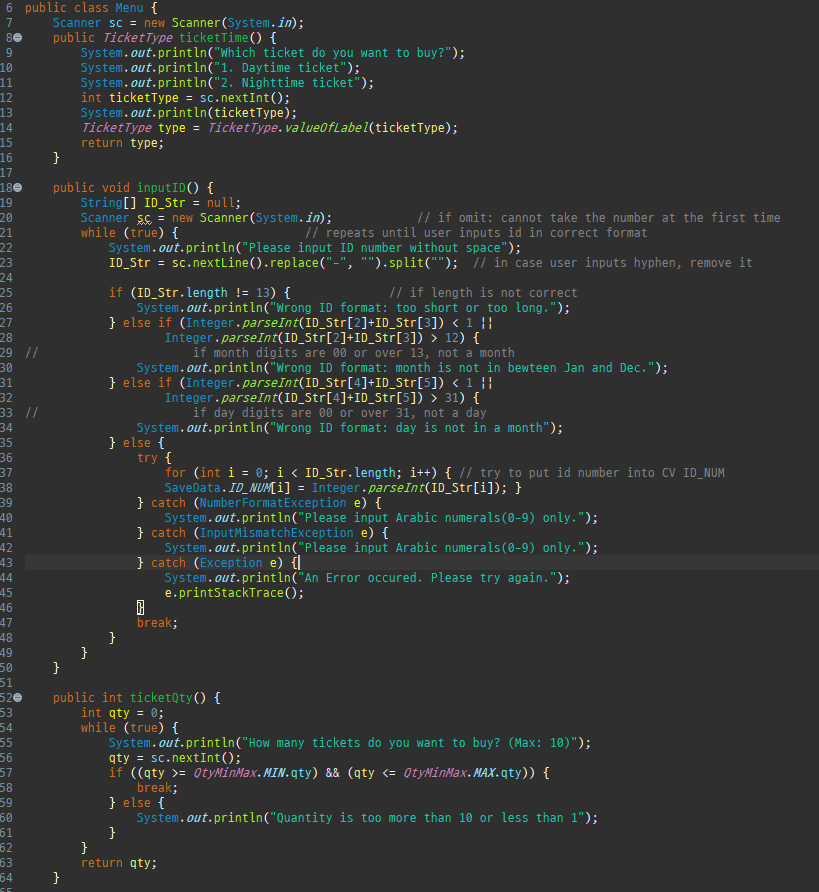 6 public class Menu {
7     Scanner sc = new Scanner(System.in);
8     public TicketType ticketTime() {
9         System.out.println("Which ticket do you want to buy?");
10         System.out.println("1. Daytime ticket");
11         System.out.println("2. Nighttime ticket");
12         int ticketType = sc.nextInt();
13         System.out.println(ticketType);
14         TicketType type = TicketType.valueOfLabel(ticketType);
15         return type;
16     }
17
18     public void inputID() {
19         String[] ID_Str = null;
20         Scanner sc = new Scanner(System.in);            // if omit: cannot take the number at the first time
21         while (true) {                  // repeats until user inputs id in correct format
22             System.out.println("Please input ID number without space");
23             ID_Str = sc.nextLine().replace("-", "").split("");  // in case user inputs hyphen, remove it
24
25             if (ID_Str.length != 13) {              // if length is not correct
26                 System.out.println("Wrong ID format: too short or too long.");
27             } else if (Integer.parseInt(ID_Str[2]+ID_Str[3]) < 1 ||
28                     Integer.parseInt(ID_Str[2]+ID_Str[3]) > 12) {
29 //                      if month digits are 00 or over 13, not a month
30                 System.out.println("Wrong ID format: month is not in bewteen Jan and Dec.");
31             } else if (Integer.parseInt(ID_Str[4]+ID_Str[5]) < 1 ||
32                     Integer.parseInt(ID_Str[4]+ID_Str[5]) > 31) {
33 //                      if day digits are 00 or over 31, not a day
34                 System.out.println("Wrong ID format: day is not in a month");
35             } else {
36                 try {
37                     for (int i = 0; i < ID_Str.length; i++) { // try to put id number into CV ID_NUM
38                     SaveData.ID_NUM[i] = Integer.parseInt(ID_Str[i]); }
39                 } catch (NumberFormatException e) {
40                     System.out.println("Please input Arabic numerals(0-9) only.");
41                 } catch (InputMismatchException e) {
42                     System.out.println("Please input Arabic numerals(0-9) only.");
43                 } catch (Exception e) {
44                     System.out.println("An Error occured. Please try again.");
45                     e.printStackTrace();
46                 }
47                 break;
48             }
49         }
50     }
51
52     public int ticketQty() {
53         int qty = 0;
54         while (true) {
55             System.out.println("How many tickets do you want to buy? (Max: 10)");
56             qty = sc.nextInt();
57             if ((qty >= QtyMinMax.MIN.qty) && (qty <= QtyMinMax.MAX.qty)) {
58                 break;
59             } else {
60                 System.out.println("Quantity is too more than 10 or less than 1");
61             }
62         }
63         return qty;
64     }